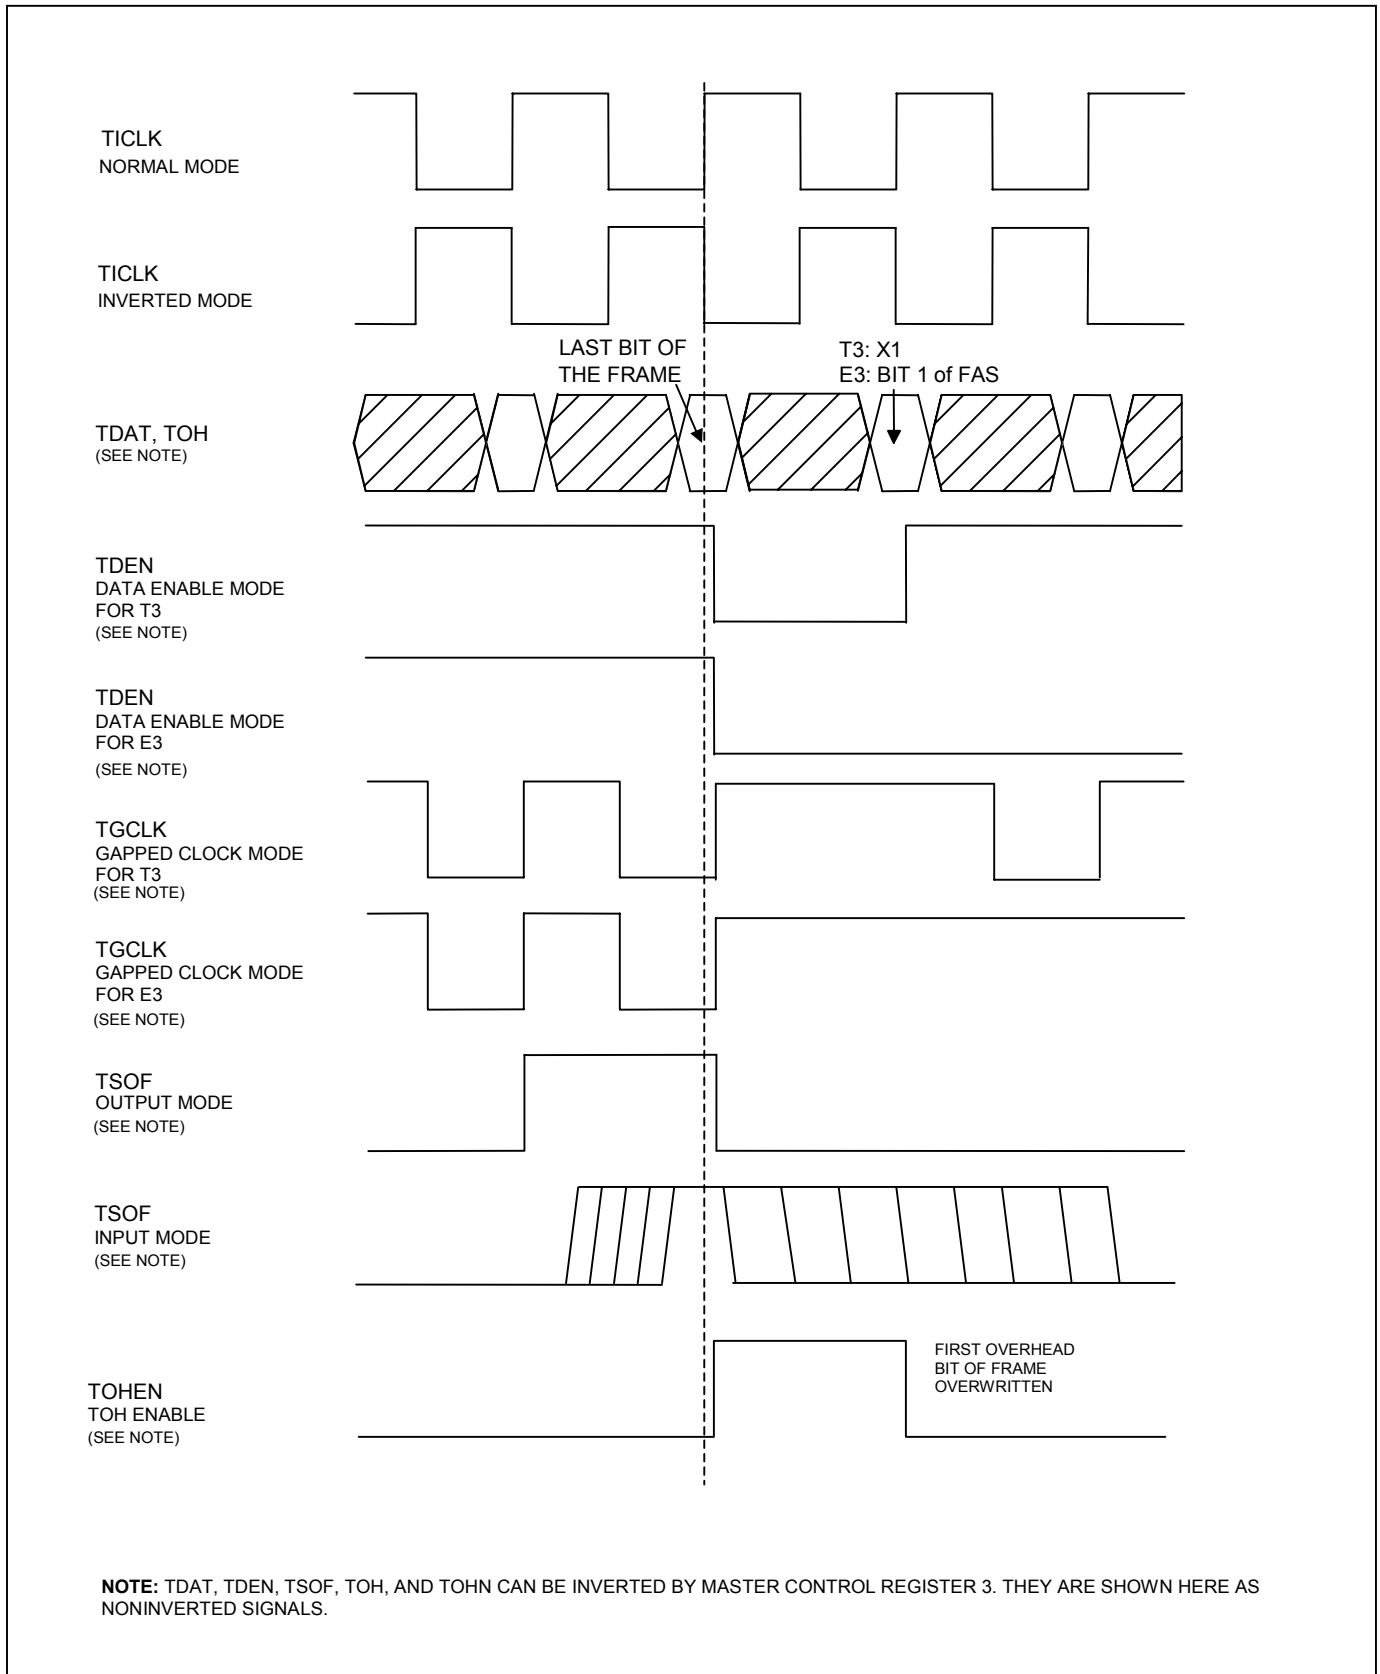 TICLK
NORMAL MODE
TICLK
INVERTED MODE
LAST BIT OF
THE FRAME
T3: X1
E3: BIT 1 of FAS
TDAT, TOH
(SEE NOTE)
TDEN
DATA ENABLE MODE
FOR T3
(SEE NOTE)
TDEN
DATA ENABLE MODE
FOR E3
(SEE NOTE)
TGCLK
GAPPED CLOCK MODE
FOR T3
(SEE NOTE)
TGCLK
GAPPED CLOCK MODE
FOR E3
(SEE NOTE)
TSOF
OUTPUT MODE
(SEE NOTE)
TSOF
INPUT MODE
(SEE NOTE)
FIRST OVERHEAD
BIT OF FRAME
OVERWRITTEN
TOHEN
TOH ENABLE
(SEE NOTE)
NOTE: TDAT, TDEN, TSOF, TOH, AND TOHN CAN BE INVERTED BY MASTER CONTROL REGISTER 3. THEY ARE SHOWN HERE AS
NONINVERTED SIGNALS.